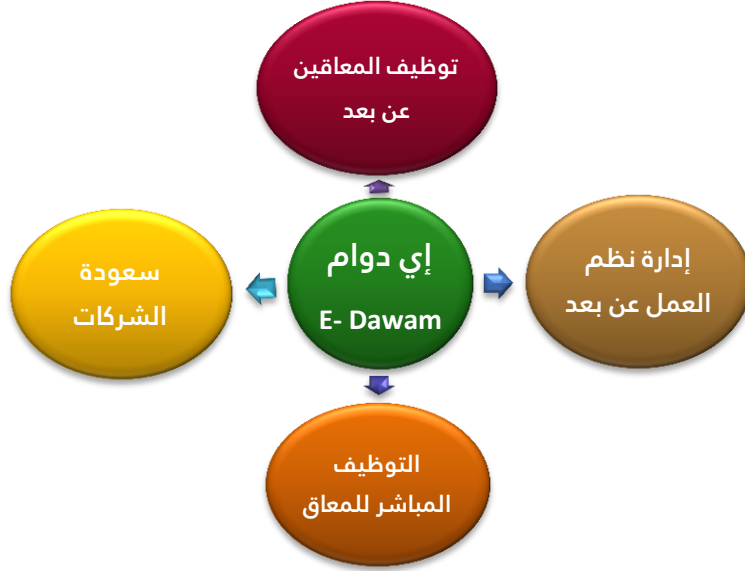 توظيف المعاقين
عن بعد
إي دوام
E- Dawam
إدارة نظم
العمل عن بعد
سعودة
الشركات
التوظيف
المباشر للمعاق